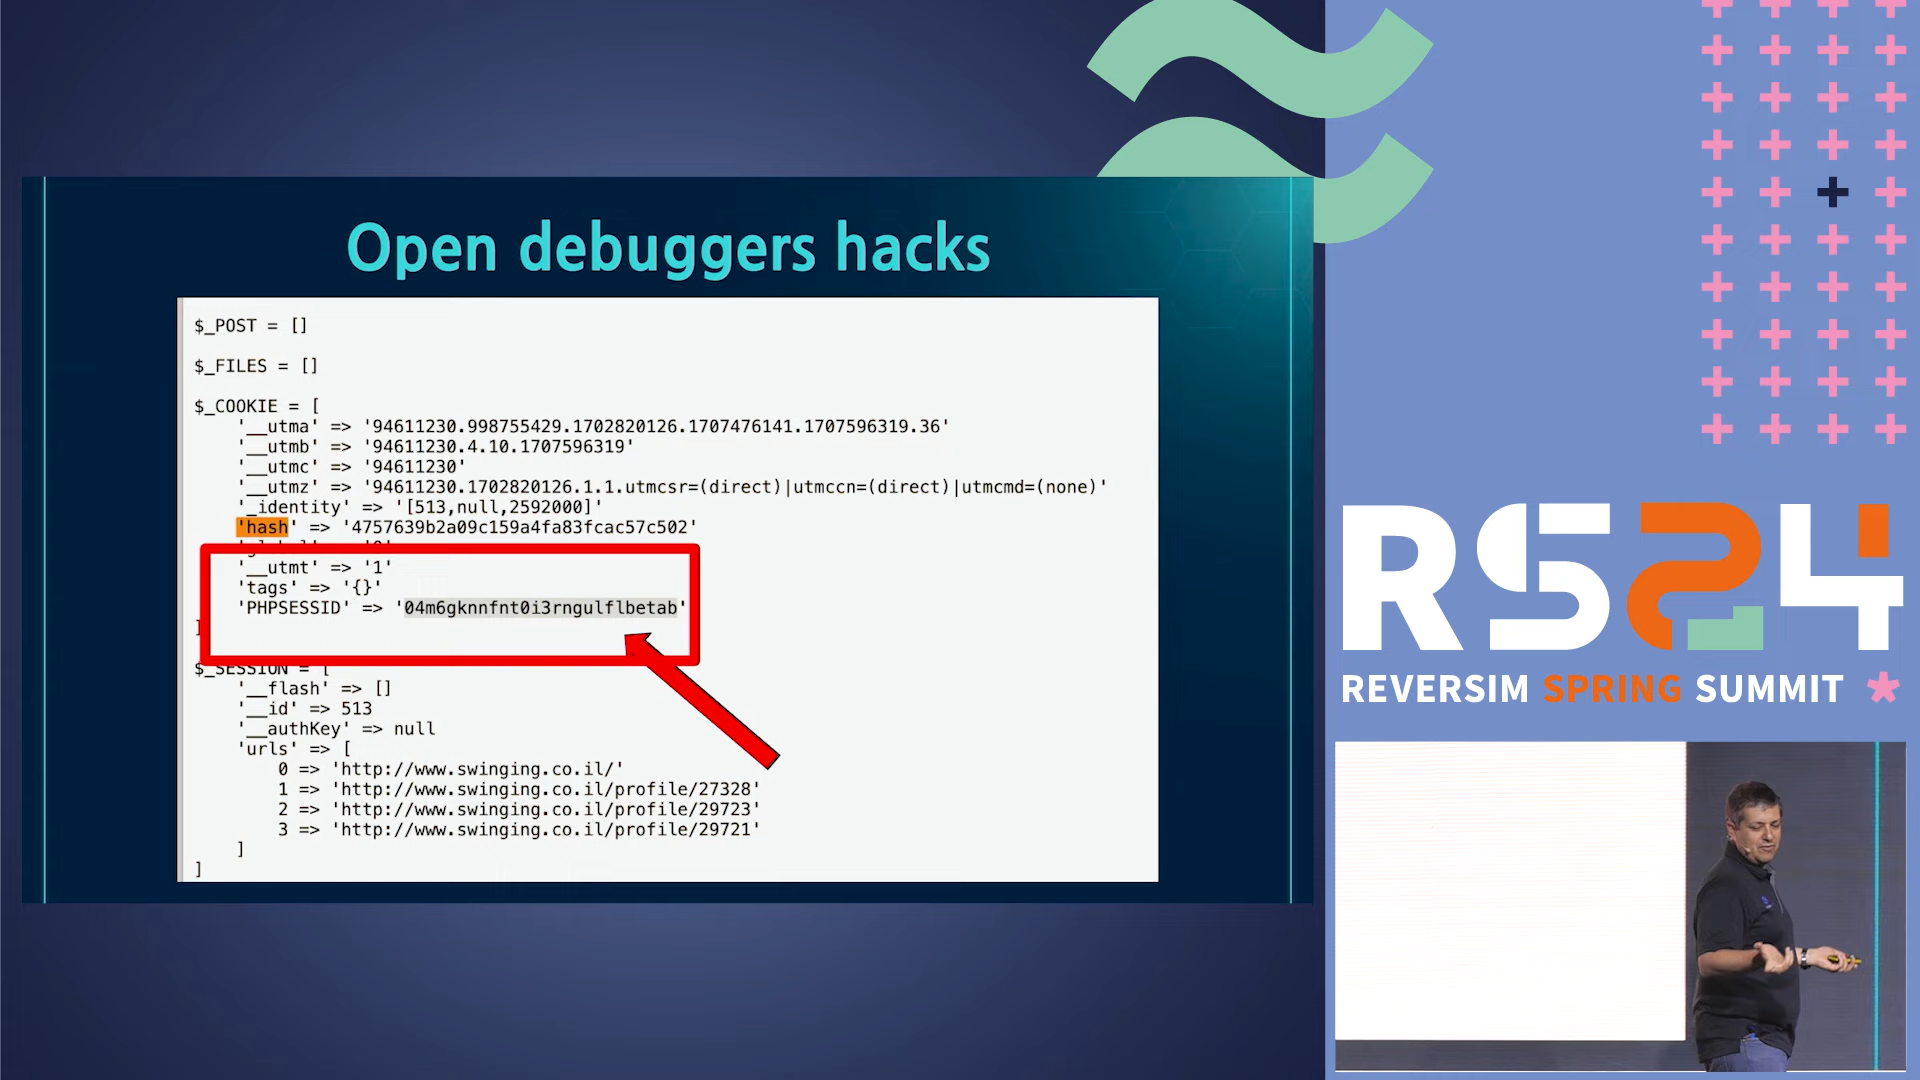 Open debuggers hacks
$_POST = []
$_FILES = []
$_COOKIE = [
'__utma' => '94611230.998755429.1702820126.1707476141.1707596319.36'
'__utmb' => '94611230.4.10.1707596319'
'__utmc' => '94611230'
'__utmz' => '94611230.1702820126.1.1.utmcsr=(direct)|utmccn=(direct)|utmcmd=(none)'
'_identity' => '[513,null,2592000]'
'hash' => '4757639b2a09c159a4fa83fcac57c502'
'__utmt' => '1'
'tags' => '{}'
'PHPSESSID' => '04m6gknnfnt0i3rngulflbetab'
]
$_SESSION = [
'__flash' => []
'__id' => 513
'__authKey' => null
'urls' => [
0 => 'http://www.swinging.co.il/'
1 => 'http://www.swinging.co.il/profile/27328'
2 => 'http://www.swinging.co.il/profile/29723'
3 => 'http://www.swinging.co.il/profile/29721'
]
]
RS24
REVERSIM SPRING SUMMIT